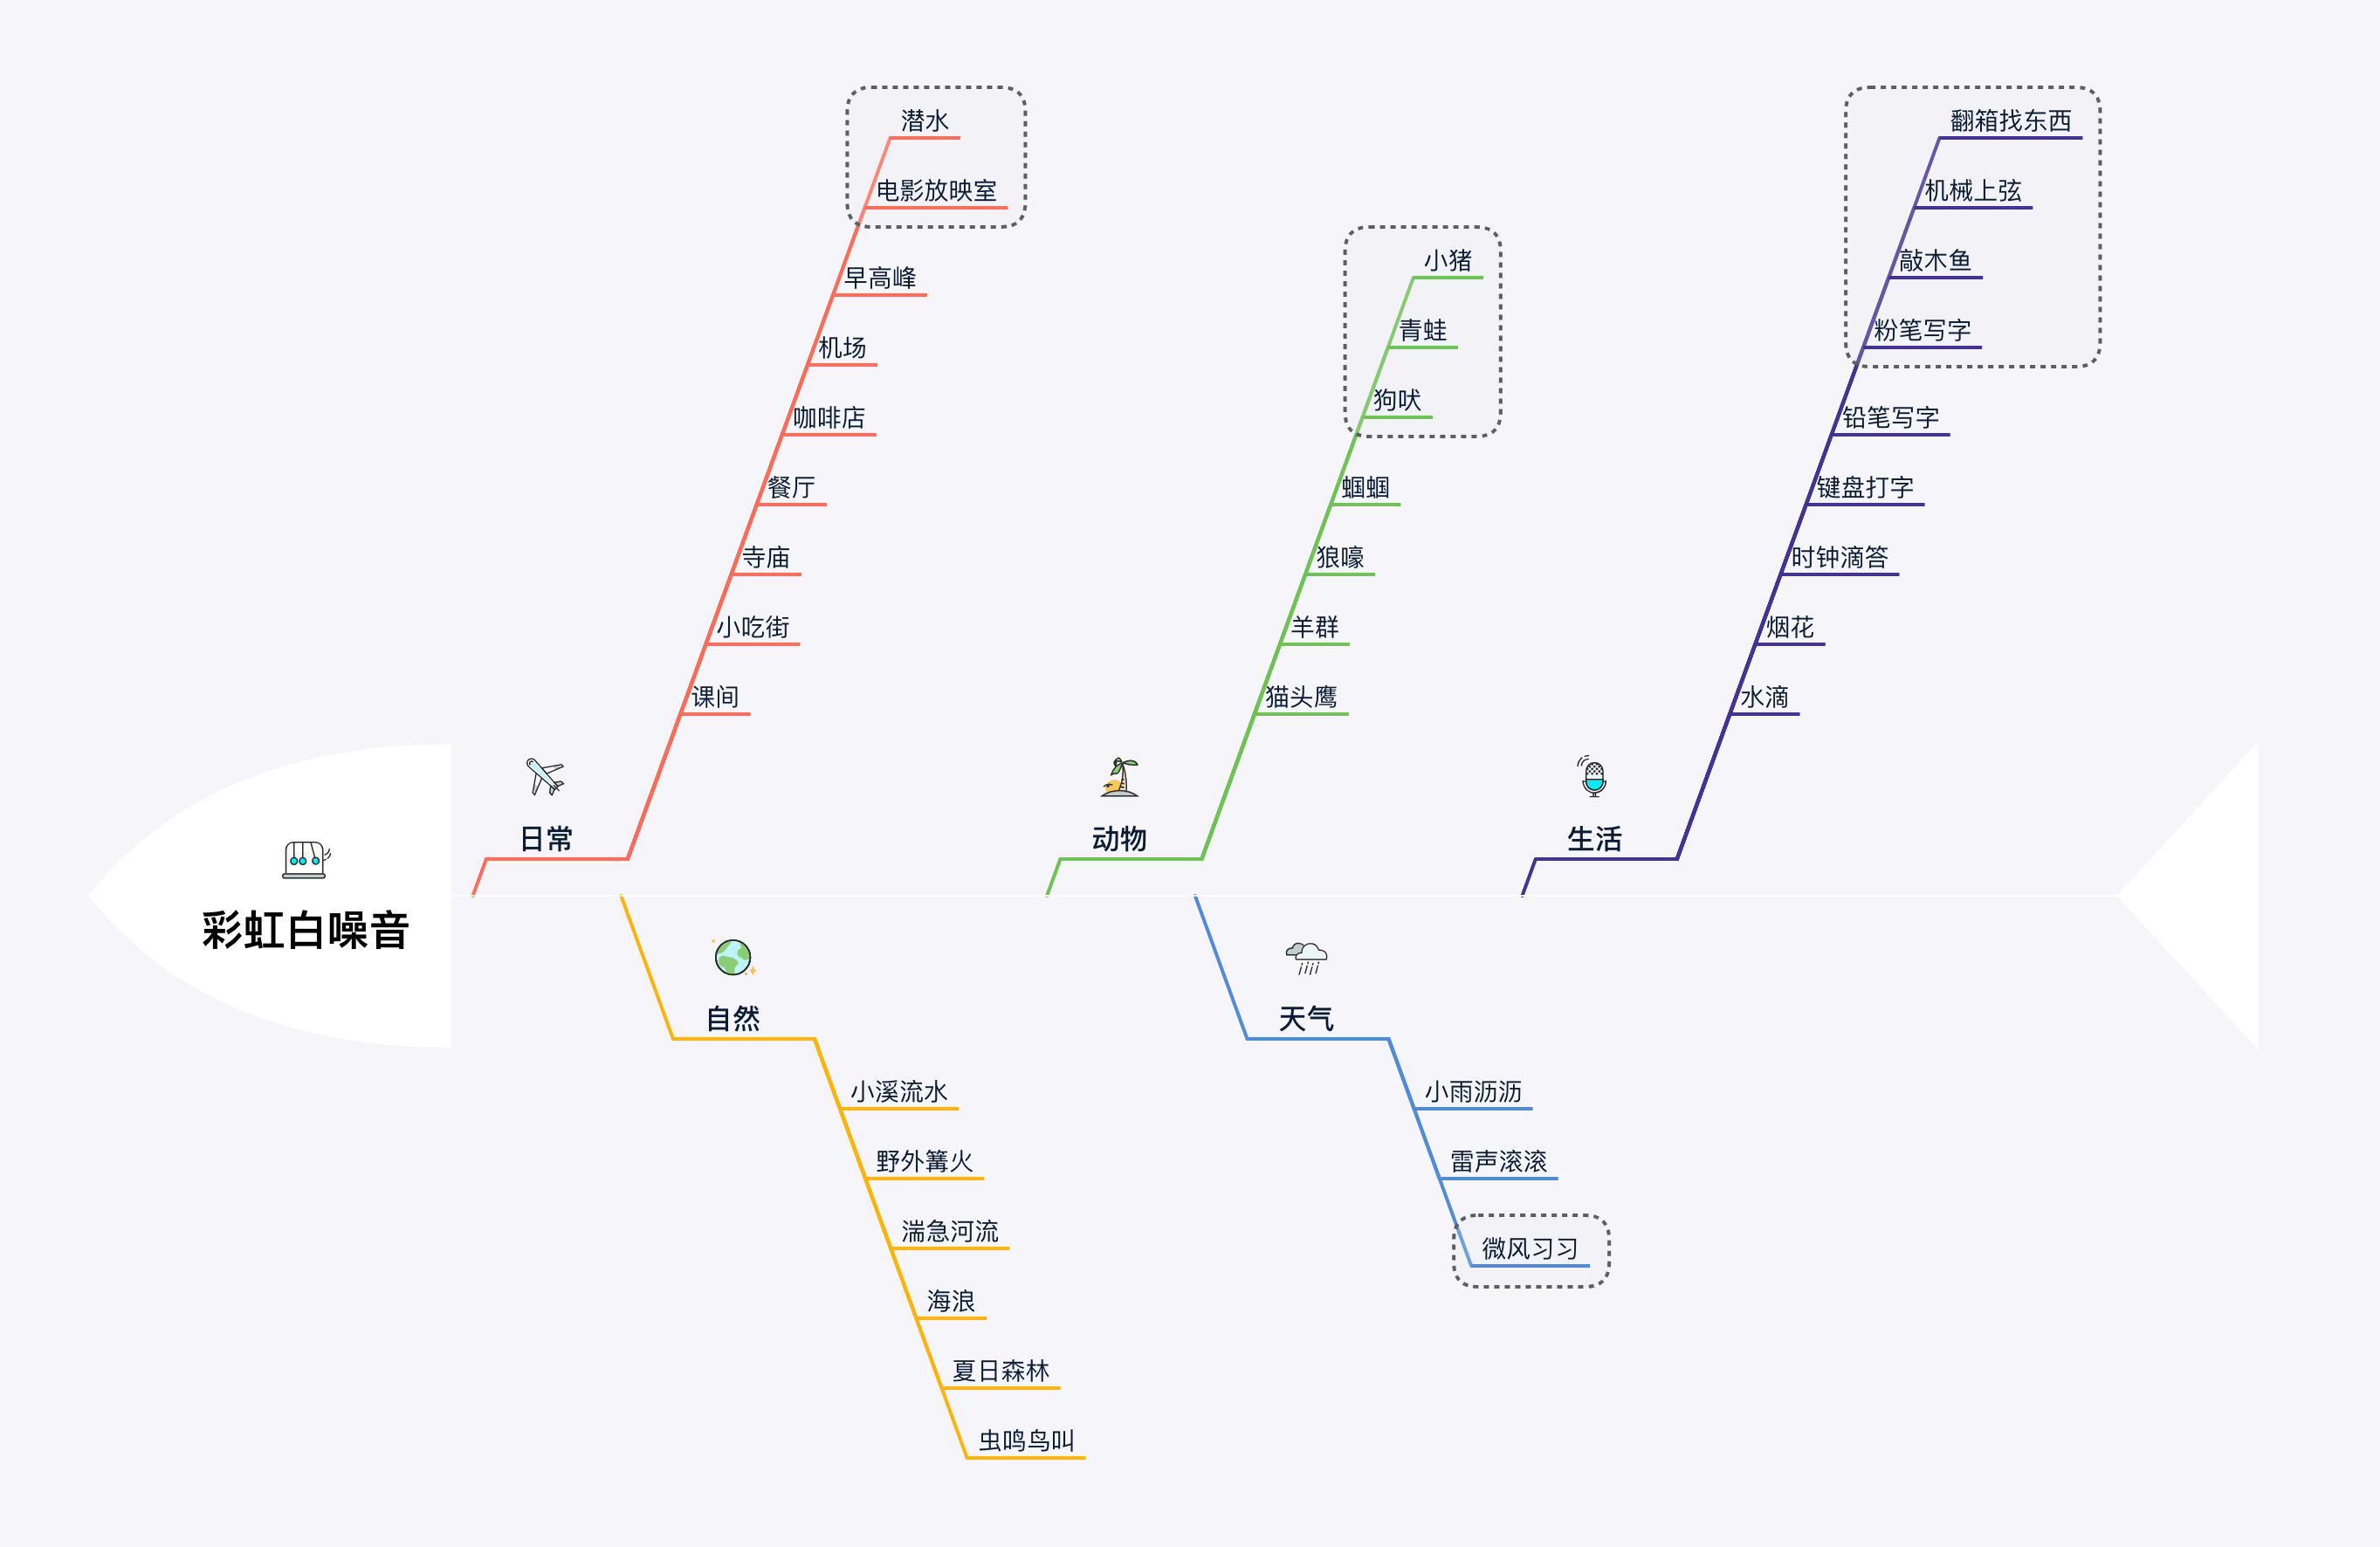 彩虹白噪音
日常
潜水
电影放映室
早高峰
机场
咖啡店
餐厅
寺庙
小吃街
课间
自然
小溪流水
野外篝火
湍急河流
海浪
夏日森林
虫鸣鸟叫
动物
小猪
青蛙
狗吠
蝈蝈
狼嚎
羊群
猫头鹰
天气
小雨沥沥
雷声滚滚
微风习习
生活
翻箱找东西
机械上弦
敲木鱼
粉笔写字
铅笔写字
键盘打字
时钟滴答
烟花
水滴